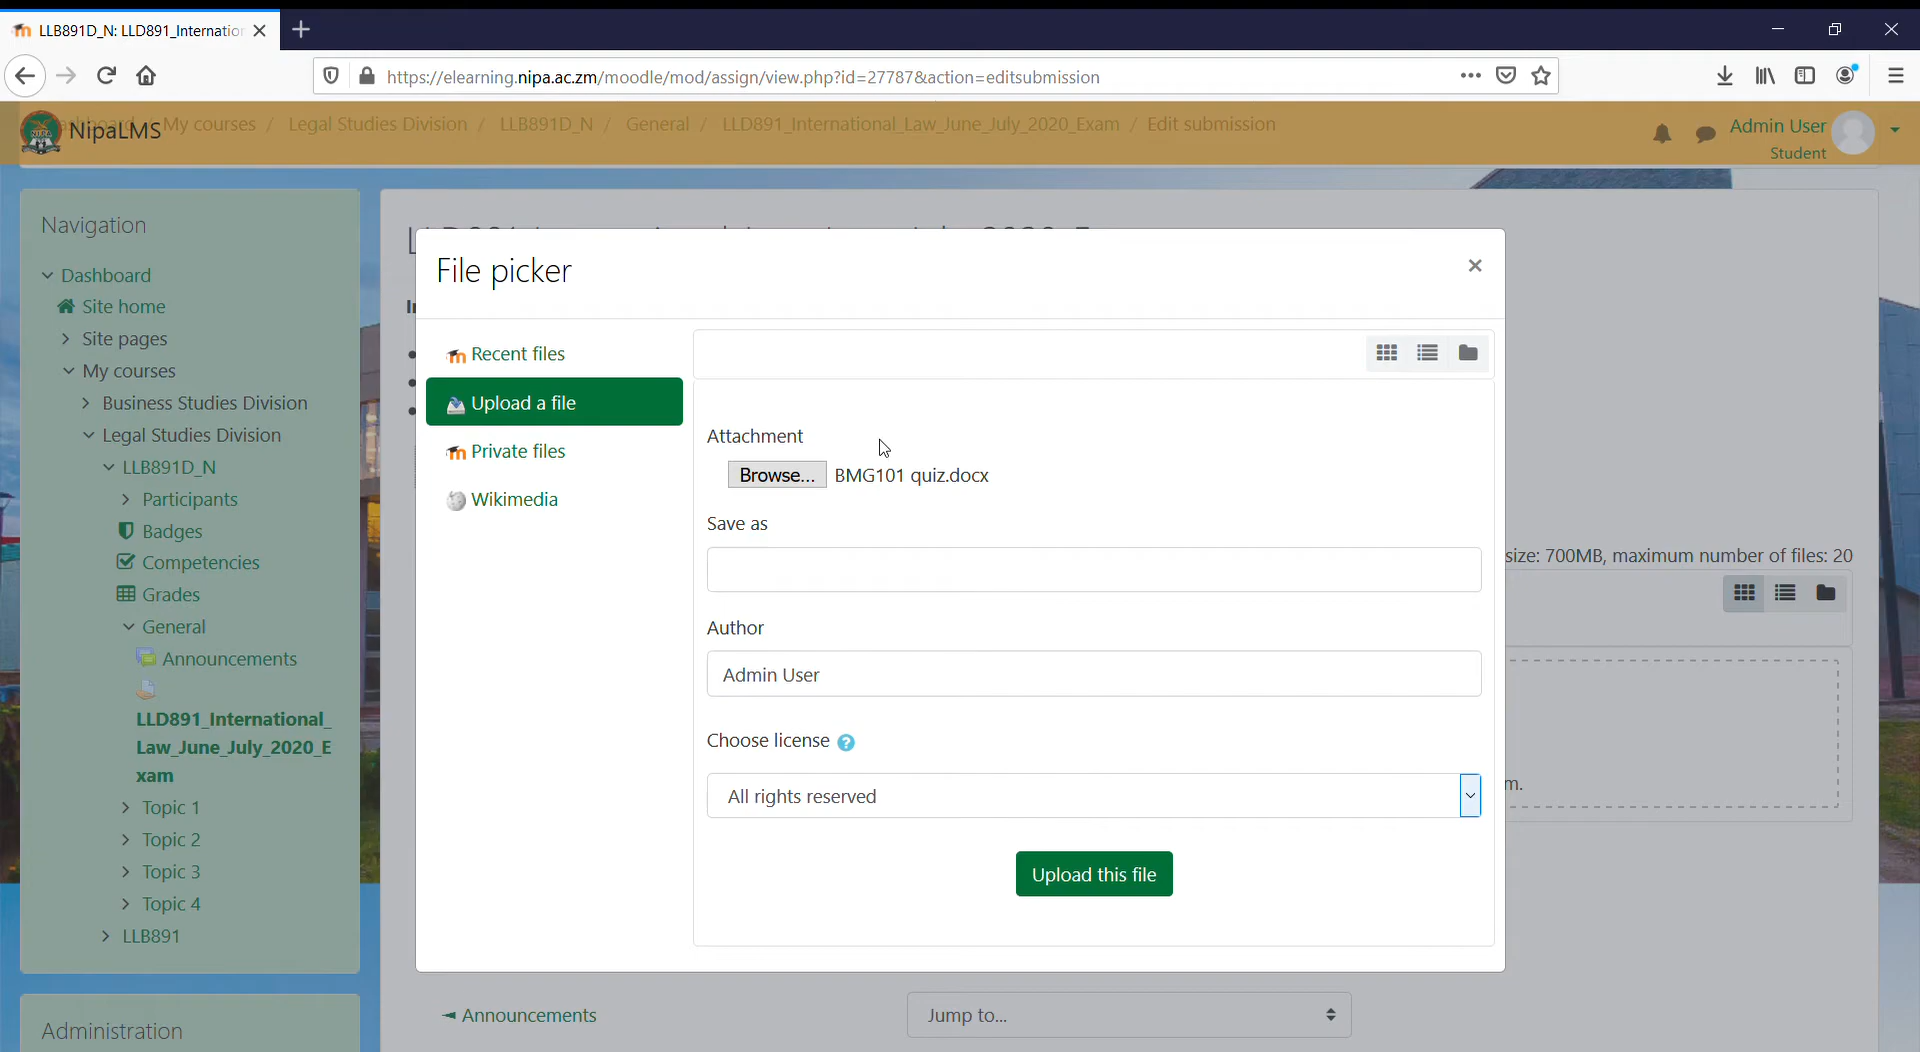 LLB891D_N: LLD891_Internation
https://elearning.nipa.ac.zm/moodle/mod/assign/view.php?id=27787&action=editsubmission
NipaLMS
My courses / Legal Studies Division / LLB891D_N / General / LLD891_International_Law_June_July_2020_Exam / Edit submission
Admin User
Student
Navigation
Dashboard
Site home
Site pages
My courses
Business Studies Division
Legal Studies Division
LLB891D_N
Participants
Badges
Competencies
Grades
General
Announcements
LLD891_International_
Law_June_July_2020_E
xam
Topic 1
Topic 2
Topic 3
Topic 4
LLB891
Administration
File picker
Recent files
Upload a file
Private files
Wikimedia
Attachment
Browse... BMG101 quiz.docx
Save as
Author
Admin User
Choose license
All rights reserved
Upload this file
size: 700MB, maximum number of files: 20
m.
◄ Announcements
Jump to...